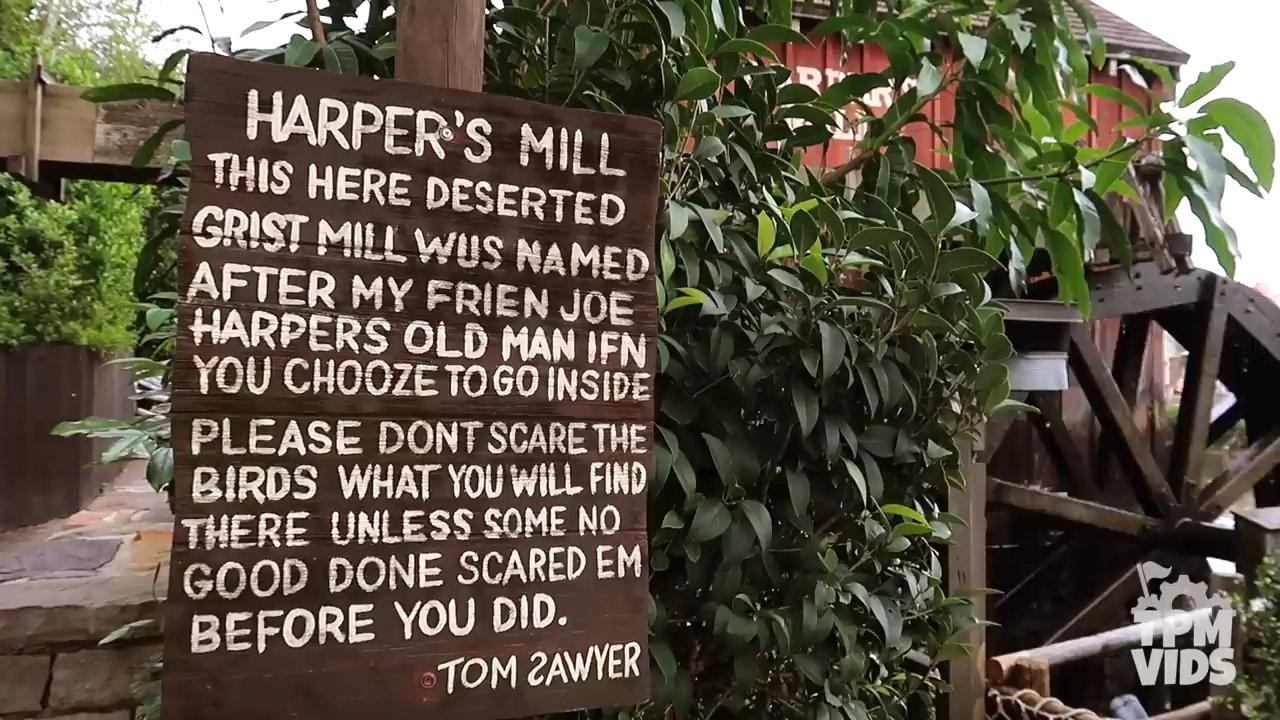 HARPER'S MILL
THIS HERE DESERTED
GRIST MILL WUS NAMED
AFTER MY FRIEN JOE
HARPERS OLD MAN IFN
YOU CHOOZE TO GO INSIDE
PLEASE DONT SCARE THE
BIRDS WHAT YOU WILL FIND
THERE UNLESS SOME NO
GOOD DONE SCARED EM
BEFORE YOU DID.
TOM SAWYER
TPM
VIDS